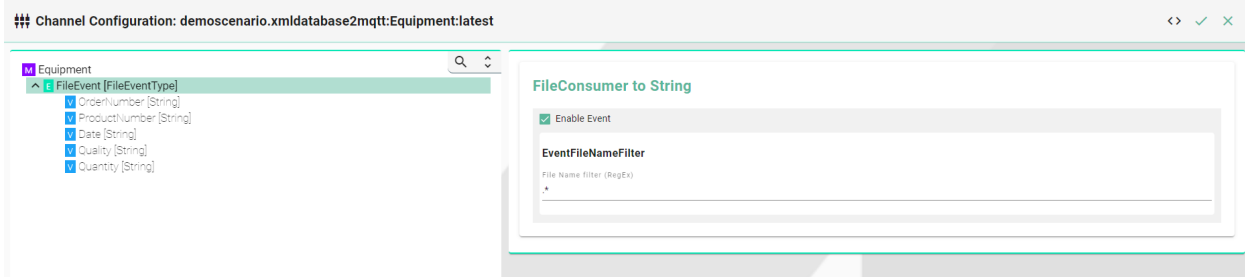 Channel Configuration: demoscenario.xmldatabase2mqtt:Equipment:latest
M Equipment
E FileEvent [FileEventType]
V OrderNumber [String]
V ProductNumber [String]
V Date [String]
V Quality [String]
V Quantity [String]
FileConsumer to String
Enable Event
EventFileNameFilter
File Name filter (RegEx)
.*